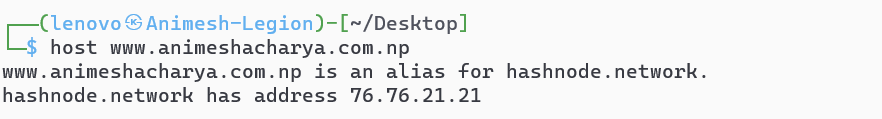 ┌──(lenovo㉿Animesh-Legion)-[~/Desktop]
└─$ host www.animeshacharya.com.np
www.animeshacharya.com.np is an alias for hashnode.network.
hashnode.network has address 76.76.21.21